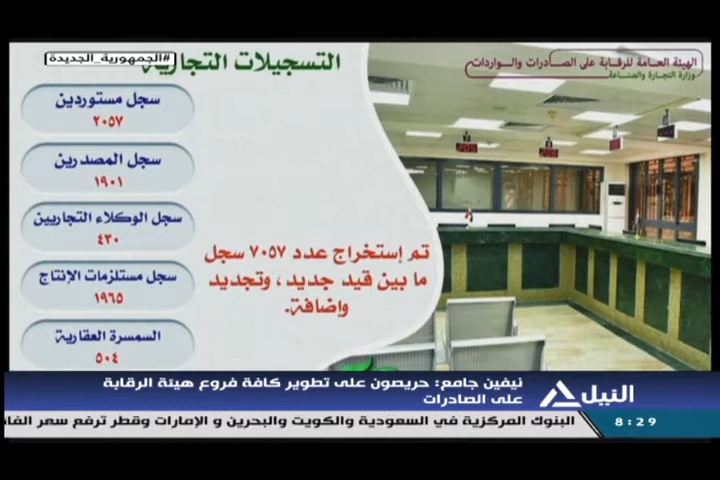 #الجمهورية_الجديدة
التسجيلات التجارية
الهيئة العامة للرقابة على الصادرات والواردات
وزارة التجارة والصناعة
سجل مستوردين
٢٠٥٧
سجل المصدرين
١٩٠١
سجل الوكلاء التجاريين
٤٣٠
سجل مستلزمات الإنتاج
١٩٦٥
السمسرة العقارية
٥٠٤
تم إستخراج عدد ٧٠٥٧ سجل
ما بين قيد جديد، وتجديد
واضافة.
205
206
نيفين جامع: حريصون على تطوير كافة فروع هيئة الرقابة
على الصادرات
النيل
البنوك المركزية في السعودية والكويت والبحرين و الإمارات وقطر ترفع سعر
8:29